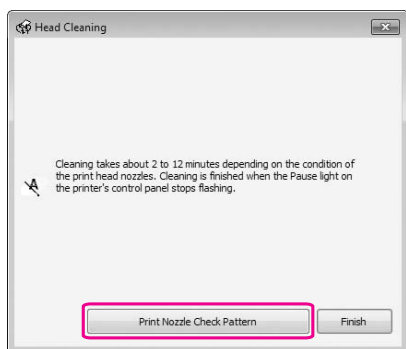 Head Cleaning
Cleaning takes about 2 to 12 minutes depending on the condition of
the print head nozzles. Cleaning is finished when the Pause light on
the printer's control panel stops flashing.
Print Nozzle Check Pattern
Finish